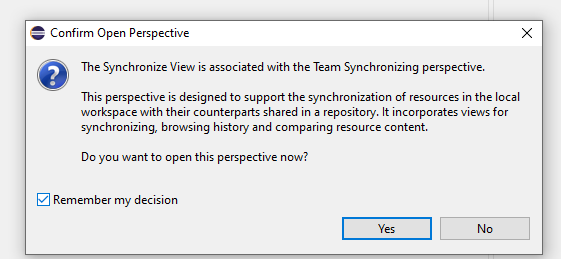 Confirm Open Perspective
The Synchronize View is associated with the Team Synchronizing perspective.
This perspective is designed to support the synchronization of resources in the local
workspace with their counterparts shared in a repository. It incorporates views for
synchronizing, browsing history and comparing resource content.
Do you want to open this perspective now?
Remember my decision
Yes
No